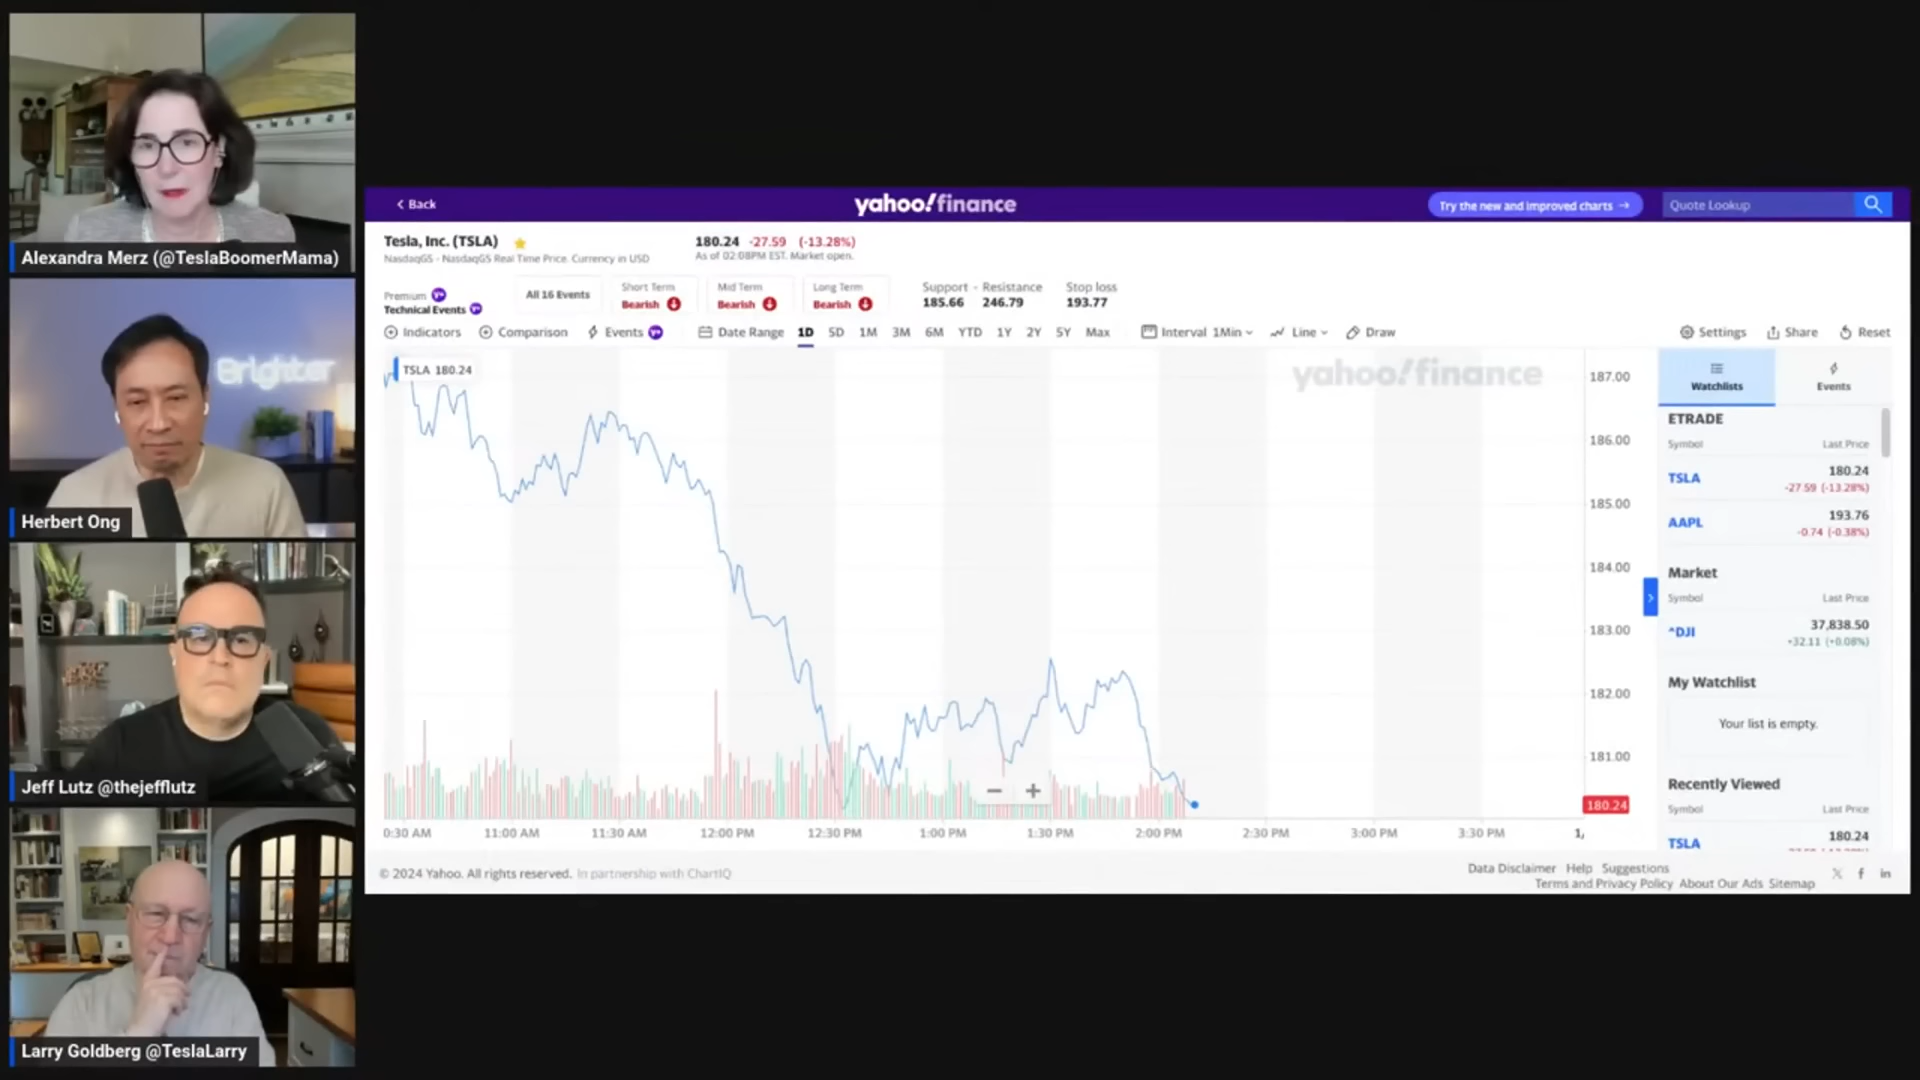 Alexandra Merz (@TeslaBoomerMama)
Brighter
Herbert Ong
Jeff Lutz @thejefflutz
Larry Goldberg @TeslaLarry
Back
yahoo!finance
Try the new and improved charts →
Quote Lookup
Tesla, Inc. (TSLA)
180.24 -27.59 (-13.28%)
NasdaqGS - NasdaqGS Real Time Price. Currency in USD
As of 02:08PM EST. Market open.
Premium Y+
Technical Events Y+
All 16 Events
Short Term
Bearish
Mid Term
Bearish
Long Term
Bearish
Support - Resistance
185.66 246.79
Stop loss
193.77
Indicators Comparison Events Y+ Date Range 1D 5D 1M 3M 6M YTD 1Y 2Y 5Y Max Interval 1Min Line Draw Settings Share Reset
TSLA 180.24
yahoo!finance
187.00
186.00
185.00
184.00
183.00
182.00
181.00
180.24
− +
0:30 AM 11:00 AM 11:30 AM 12:00 PM 12:30 PM 1:00 PM 1:30 PM 2:00 PM 2:30 PM 3:00 PM 3:30 PM 1/
Watchlists Events
ETRADE
Symbol Last Price
TSLA 180.24
-27.59 (-13.28%)
AAPL 193.76
-0.74 (-0.38%)
Market
Symbol Last Price
^DJI 37,838.50
+32.11 (+0.08%)
My Watchlist
Your list is empty.
Recently Viewed
Symbol Last Price
TSLA 180.24
© 2024 Yahoo. All rights reserved. In partnership with ChartIQ
Data Disclaimer Help Suggestions
Terms and Privacy Policy About Our Ads Sitemap
X f in